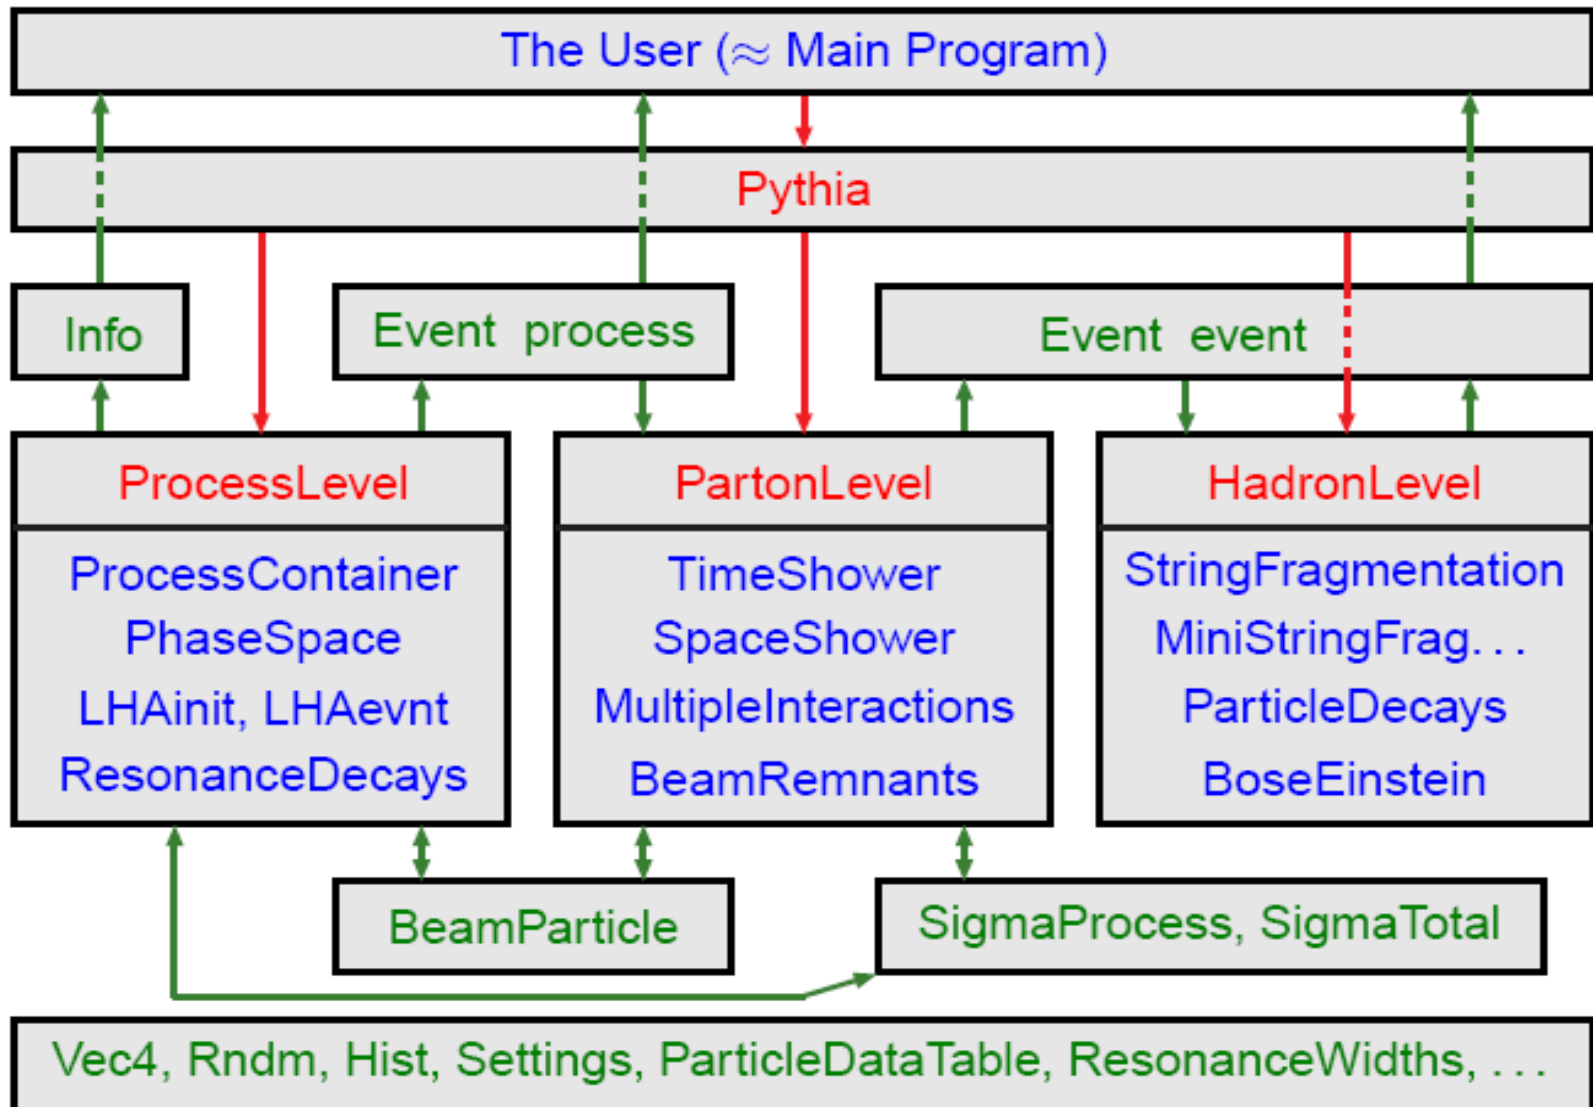 The User (≈ Main Program)
Pythia
Info
Event process
Event event
ProcessLevel
ProcessContainer
PhaseSpace
LHAinit, LHAevnt
ResonanceDecays
PartonLevel
TimeShower
SpaceShower
MultipleInteractions
BeamRemnants
HadronLevel
StringFragmentation
MiniStringFrag...
ParticleDecays
BoseEinstein
BeamParticle
SigmaProcess, SigmaTotal
Vec4, Rndm, Hist, Settings, ParticleDataTable, ResonanceWidths, ...